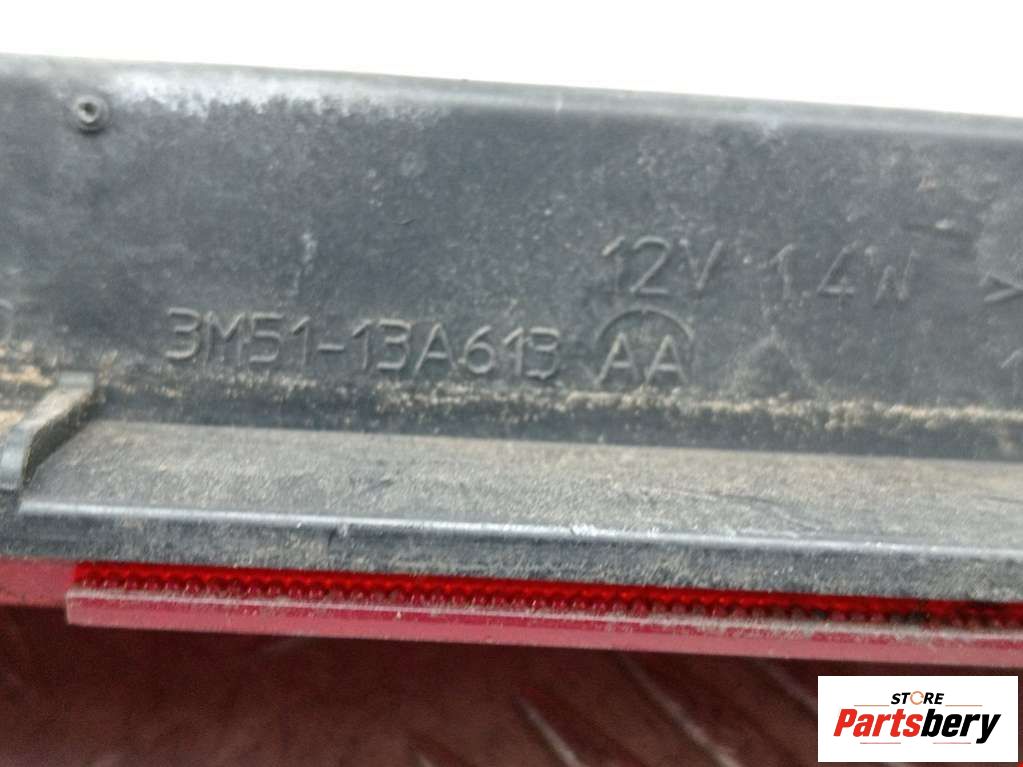 12V 1.4W >
3M51-13A613 AA
STORE
Partsbery